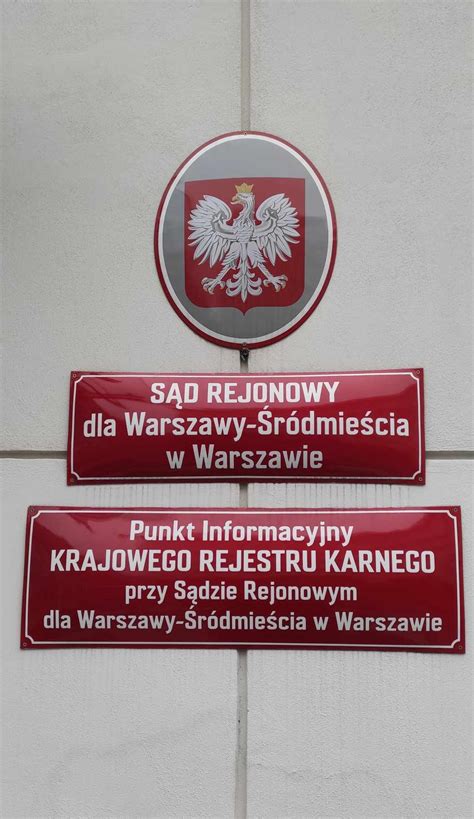 SĄD REJONOWY
dla Warszawy-Śródmieścia
w Warszawie
Punkt Informacyjny
KRAJOWEGO REJESTRU KARNEGO
przy Sądzie Rejonowym
dla Warszawy-Śródmieścia w Warszawie